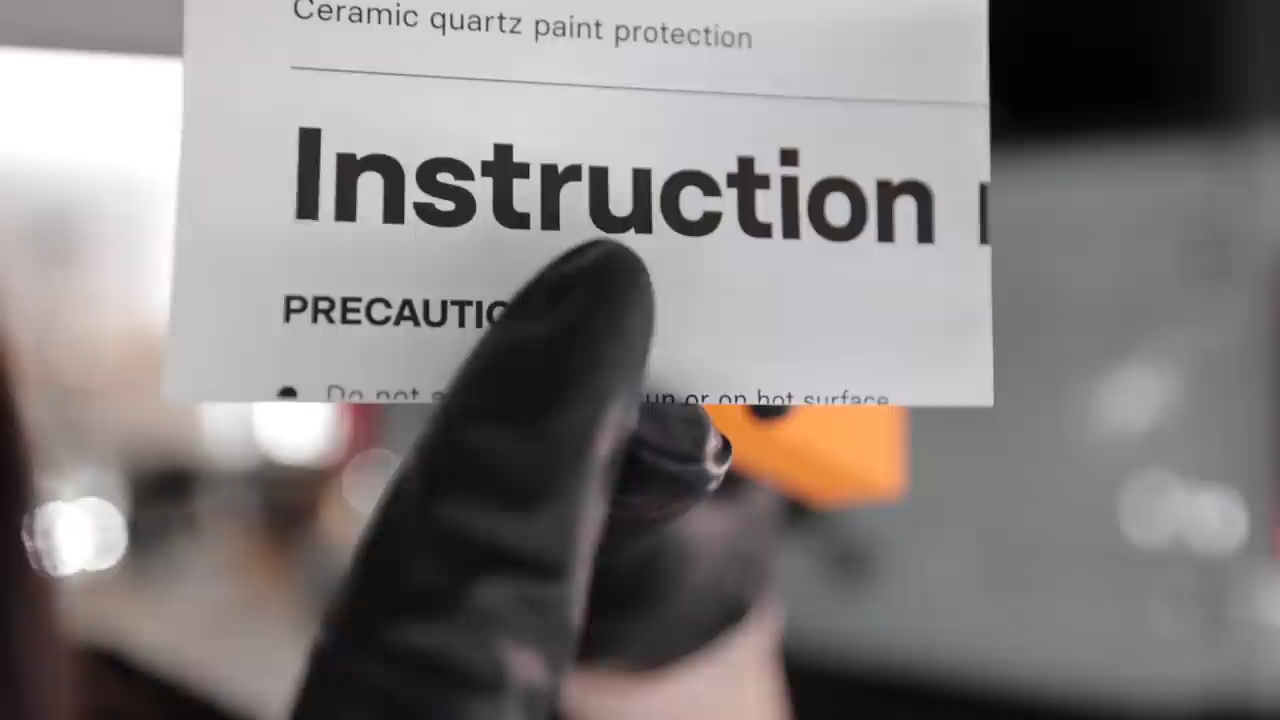 Ceramic quartz paint protection
Instruction
PRECAUTIO
Do not
un or on hot surface